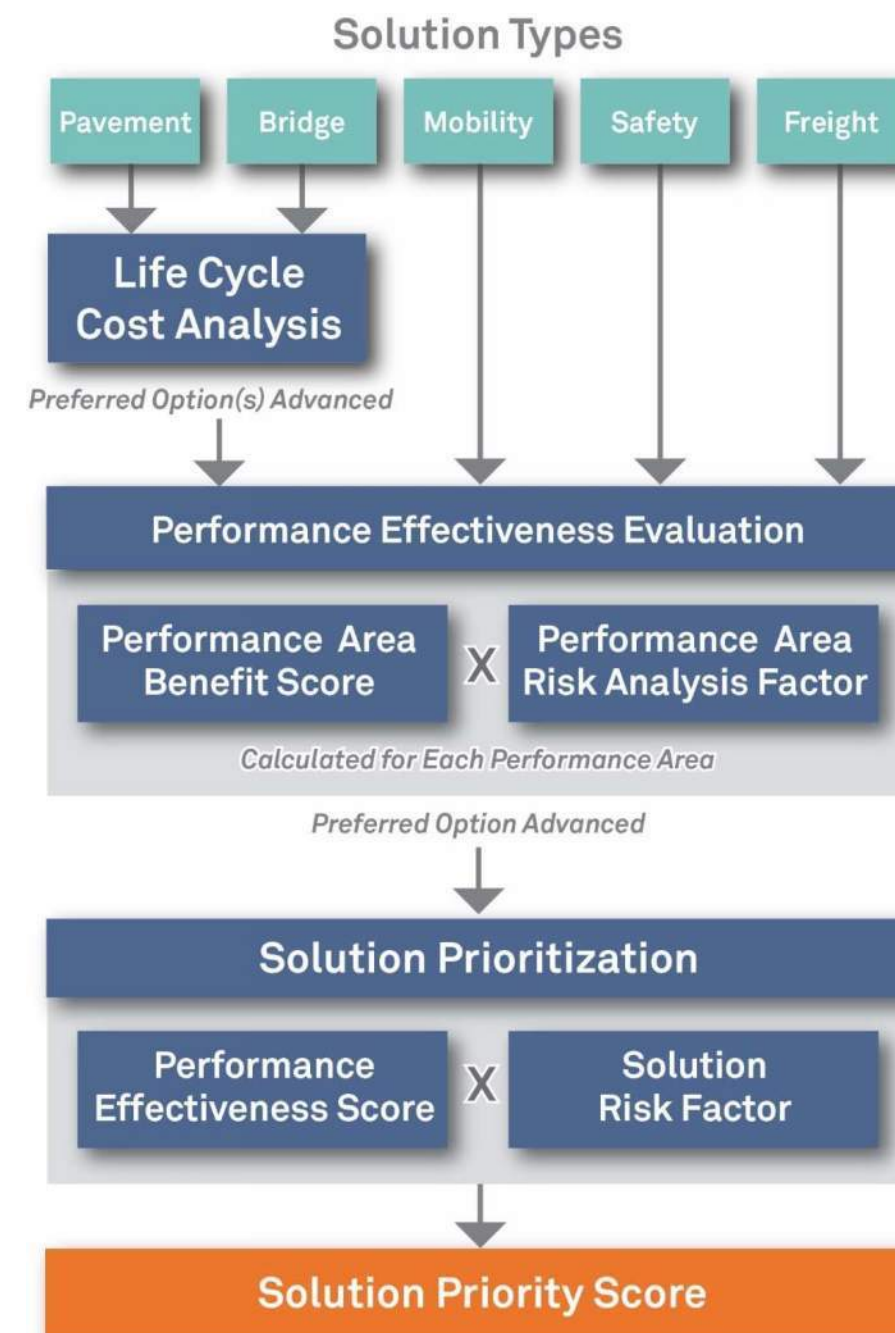 Solution Types
Pavement
Bridge
Mobility
Safety
Freight
Life Cycle
Cost Analysis
Preferred Option(s) Advanced
Performance Effectiveness Evaluation
Performance Area
Benefit Score
X
Performance Area
Risk Analysis Factor
Calculated for Each Performance Area
Preferred Option Advanced
Solution Prioritization
Performance
Effectiveness Score
X
Solution
Risk Factor
Solution Priority Score